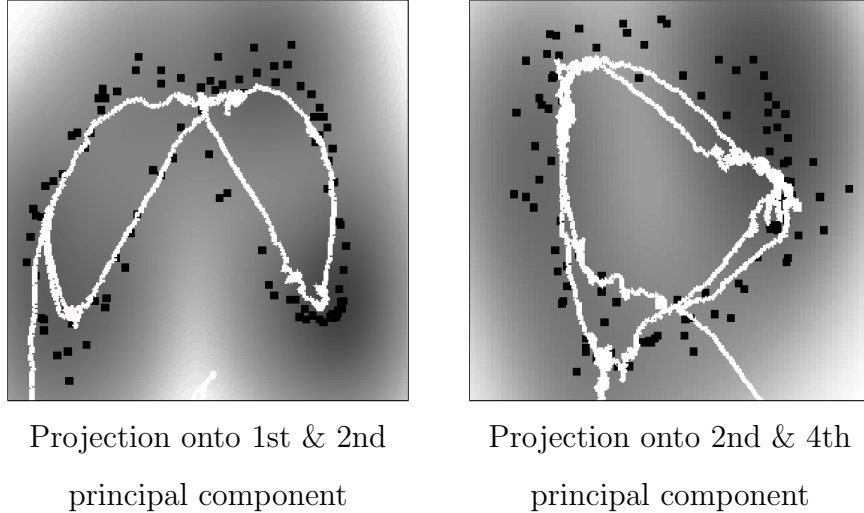 Projection onto 1st & 2nd
principal component
Projection onto 2nd & 4th
principal component